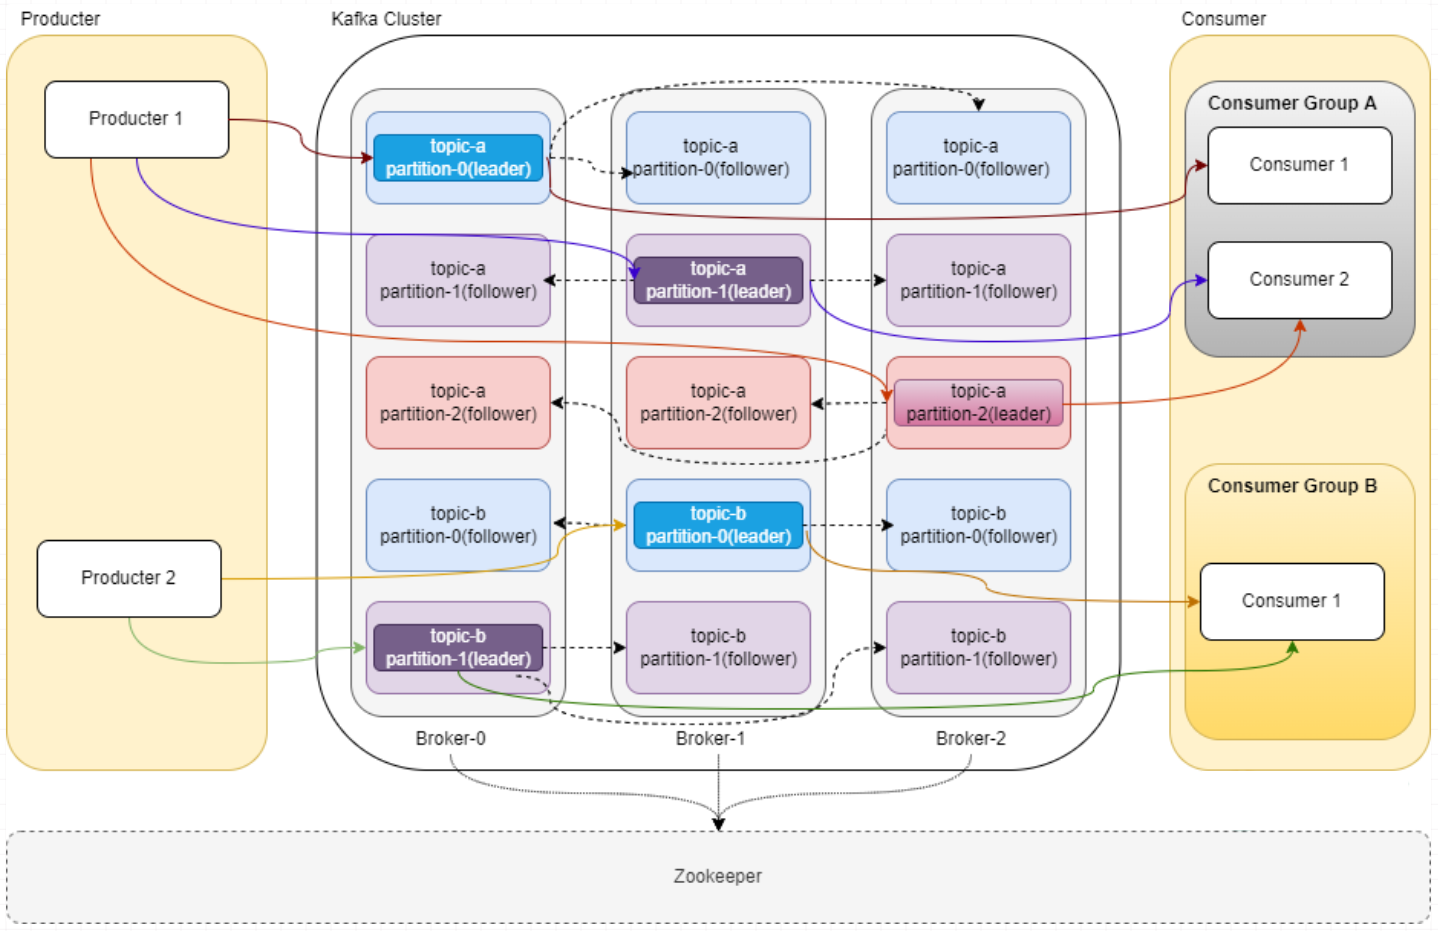 Producter
Kafka Cluster
Consumer
Producter 1
topic-a
partition-0(leader)
topic-a
partition-0(follower)
topic-a
partition-0(follower)
Consumer Group A
Consumer 1
topic-a
partition-1(follower)
topic-a
partition-1(leader)
topic-a
partition-1(follower)
Consumer 2
topic-a
partition-2(follower)
topic-a
partition-2(follower)
topic-a
partition-2(leader)
Consumer Group B
topic-b
partition-0(follower)
topic-b
partition-0(leader)
topic-b
partition-0(follower)
Producter 2
Consumer 1
topic-b
partition-1(leader)
topic-b
partition-1(follower)
topic-b
partition-1(follower)
Broker-0
Broker-1
Broker-2
Zookeeper